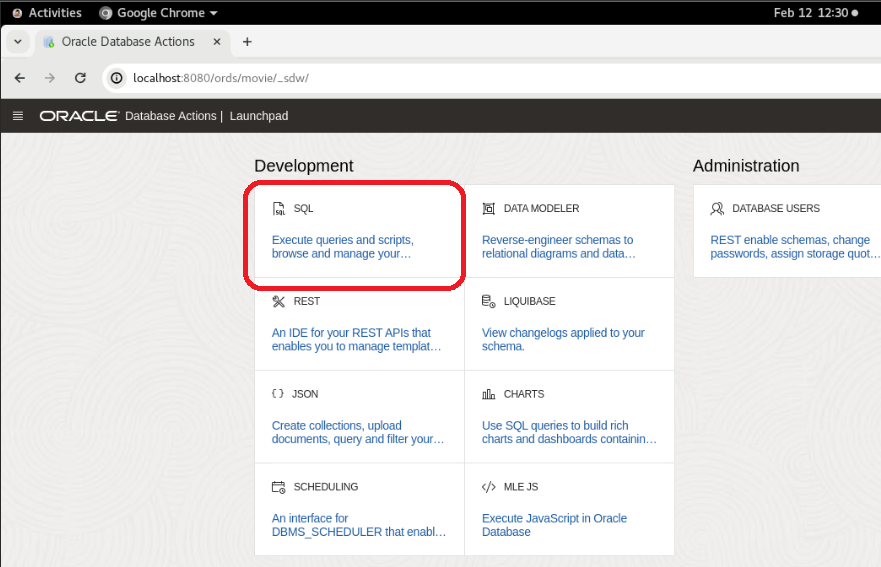 Activities Google Chrome Feb 12 12:30
Oracle Database Actions
localhost:8080/ords/movie/_sdw/
ORACLE Database Actions | Launchpad
Development
SQL
Execute queries and scripts,
browse and manage your…
DATA MODELER
Reverse-engineer schemas to
relational diagrams and data…
REST
An IDE for your REST APIs that
enables you to manage templat…
LIQUIBASE
View changelogs applied to your
schema.
JSON
Create collections, upload
documents, query and filter your…
CHARTS
Use SQL queries to build rich
charts and dashboards containin…
SCHEDULING
An interface for
DBMS_SCHEDULER that enabl…
MLE JS
Execute JavaScript in Oracle
Database
Administration
DATABASE USERS
REST enable schemas, change
passwords, assign storage quot…